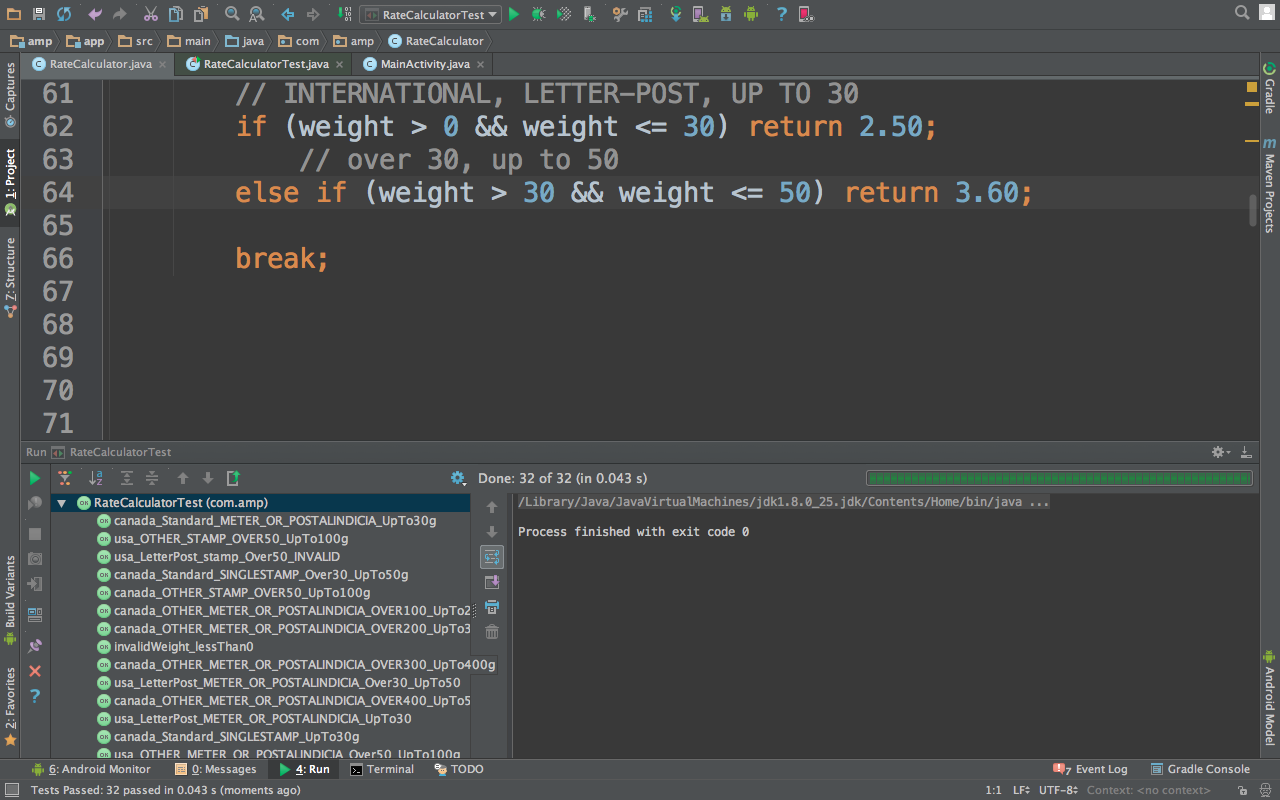 RateCalculatorTest
amp app src main java com amp RateCalculator
RateCalculator.java RateCalculatorTest.java MainActivity.java
Captures
1: Project
7: Structure
Build Variants
2: Favorites
Gradle
Maven Projects
Android Model
61 // INTERNATIONAL, LETTER-POST, UP TO 30
62 if (weight > 0 && weight <= 30) return 2.50;
63 // over 30, up to 50
64 else if (weight > 30 && weight <= 50) return 3.60;
65
66 break;
67
68
69
70
71
Run RateCalculatorTest
Done: 32 of 32 (in 0.043 s)
RateCalculatorTest (com.amp)
canada_Standard_METER_OR_POSTALINDICIA_UpTo30g
usa_OTHER_STAMP_OVER50_UpTo100g
usa_LetterPost_stamp_Over50_INVALID
canada_Standard_SINGLESTAMP_Over30_UpTo50g
canada_OTHER_STAMP_OVER50_UpTo100g
canada_OTHER_METER_OR_POSTALINDICIA_OVER100_UpTo2
canada_OTHER_METER_OR_POSTALINDICIA_OVER200_UpTo3
invalidWeight_lessThan0
canada_OTHER_METER_OR_POSTALINDICIA_OVER300_UpTo400g
usa_LetterPost_METER_OR_POSTALINDICIA_Over30_UpTo50
canada_OTHER_METER_OR_POSTALINDICIA_OVER400_UpTo5
usa_LetterPost_METER_OR_POSTALINDICIA_UpTo30
canada_Standard_SINGLESTAMP_UpTo30g
usa_OTHER_METER_OR_POSTALINDICIA_Over50_UpTo100g
/Library/Java/JavaVirtualMachines/jdk1.8.0_25.jdk/Contents/Home/bin/java ...
Process finished with exit code 0
6: Android Monitor 0: Messages 4: Run Terminal TODO 7 Event Log Gradle Console
Tests Passed: 32 passed in 0.043 s (moments ago) 1:1 LF UTF-8 Context: <no context>